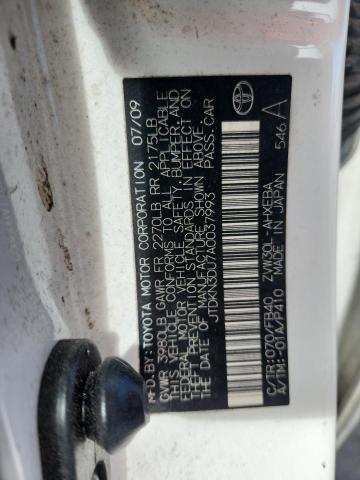 MFD. BY: TOYOTA MOTOR CORPORATION 07/09
GVWR 3980LB GAWR FR 2270LB RR 2175LB
THIS VEHICLE CONFORMS TO ALL APPLICABLE
FEDERAL MOTOR VEHICLE SAFETY, BUMPER, AND
THEFT PREVENTION STANDARDS IN EFFECT ON
THE DATE OF MANUFACTURE SHOWN ABOVE.
PASS.CAR
C/TR: 070/FB40 ZVW30L-AHXEBA
A/TM: -01A/P410 MADE IN JAPAN
546 A